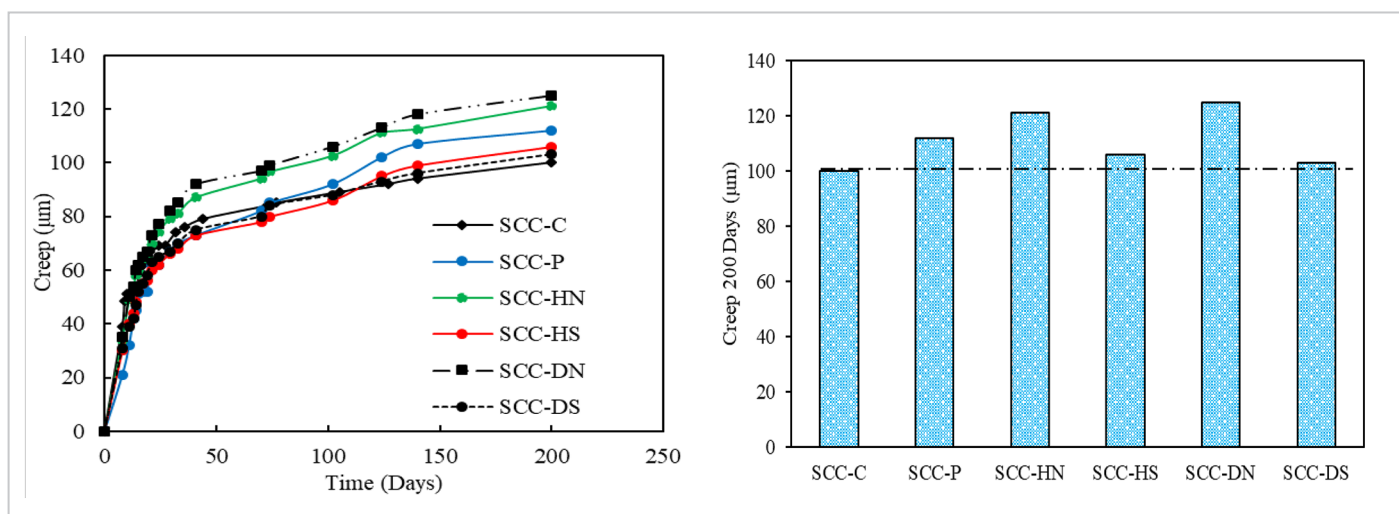 140
120
100
80
60
40
20
0
Creep (μm)
0 50 100 150 200 250
Time (Days)
SCC-C
SCC-P
SCC-HN
SCC-HS
SCC-DN
SCC-DS
140
120
100
80
60
40
20
0
Creep 200 Days (μm)
SCC-C SCC-P SCC-HN SCC-HS SCC-DN SCC-DS